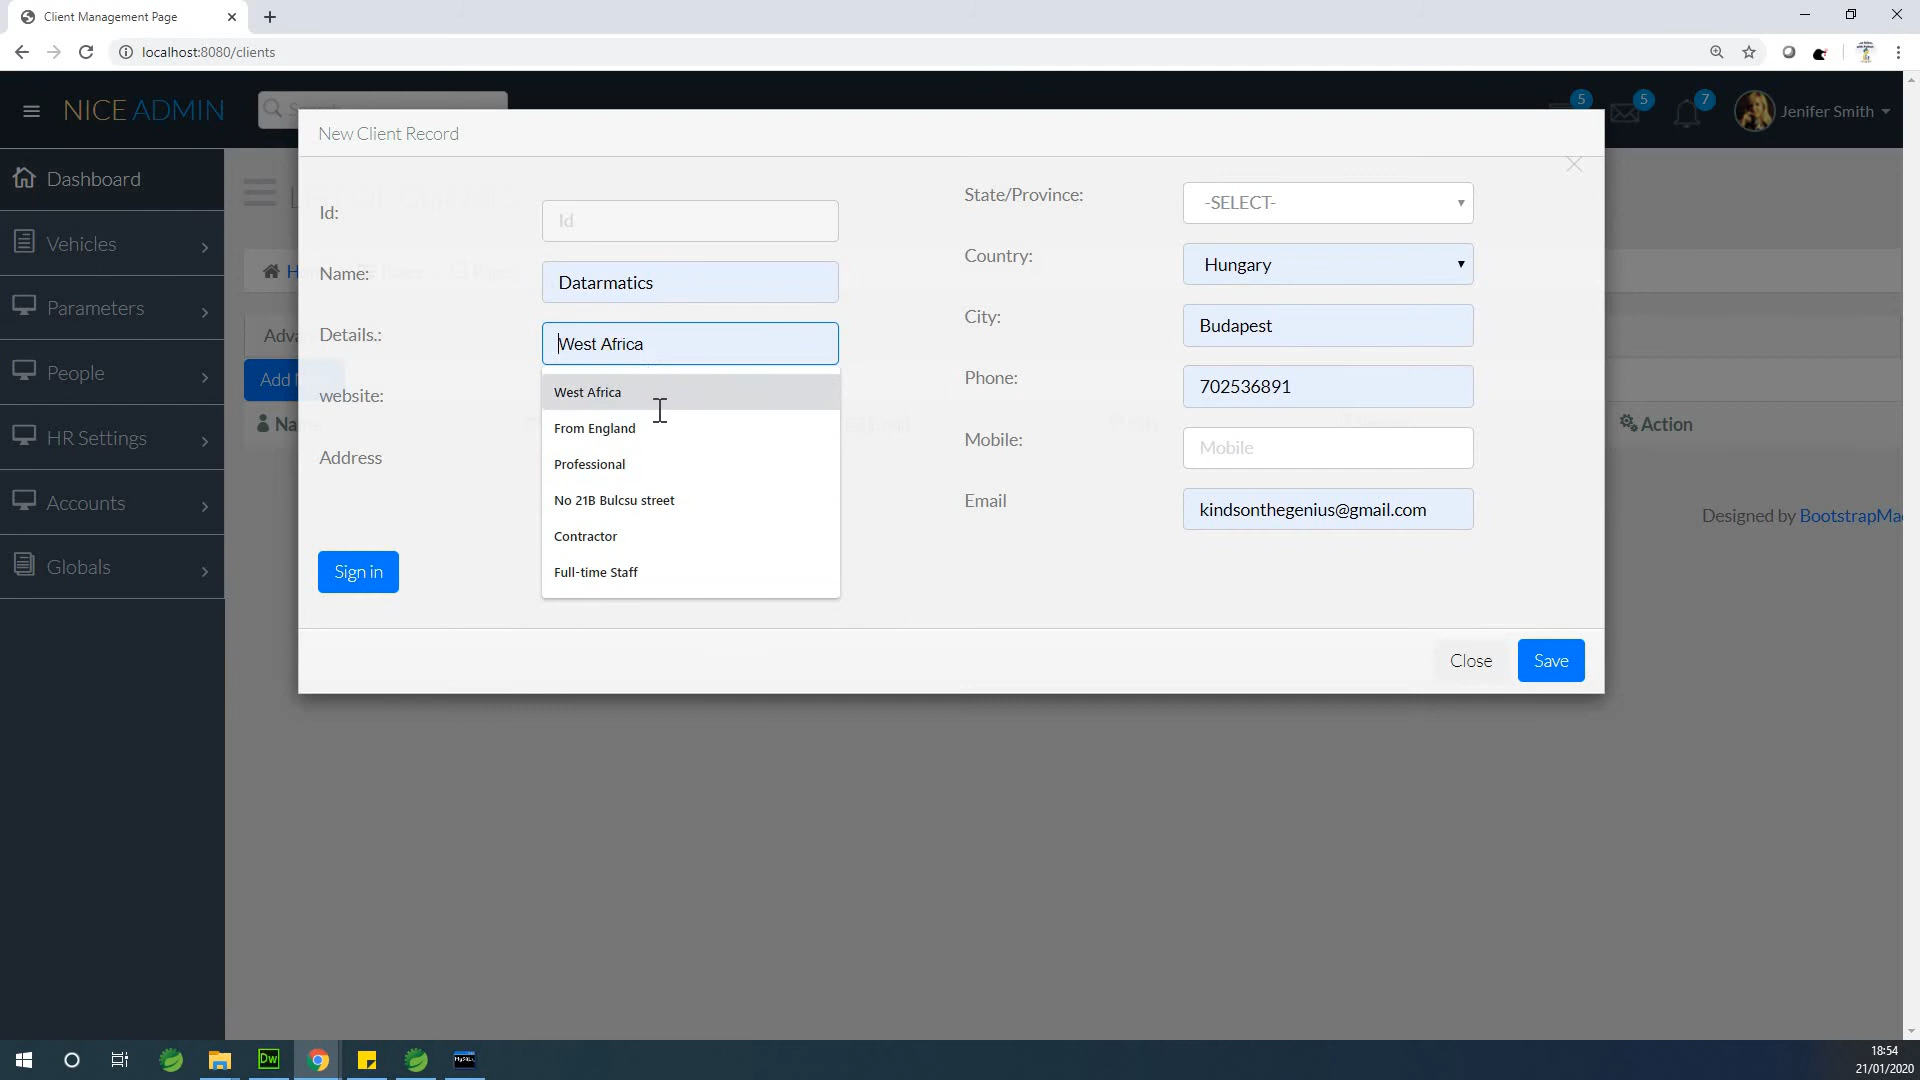 Client Management Page
localhost:8080/clients
NICE ADMIN
5
5
7
Jenifer Smith
New Client Record
Dashboard
Vehicles
Parameters
People
HR Settings
Accounts
Globals
Id:
Id
Name:
Datarmatics
Details.:
West Africa
website:
Address
West Africa
From England
Professional
No 21B Bulcsu street
Contractor
Full-time Staff
Sign in
State/Province:
-SELECT-
Country:
Hungary
City:
Budapest
Phone:
702536891
Mobile:
Mobile
Email
kindsonthegenius@gmail.com
Close
Save
Action
Designed by
Dw
18:54
21/01/2020